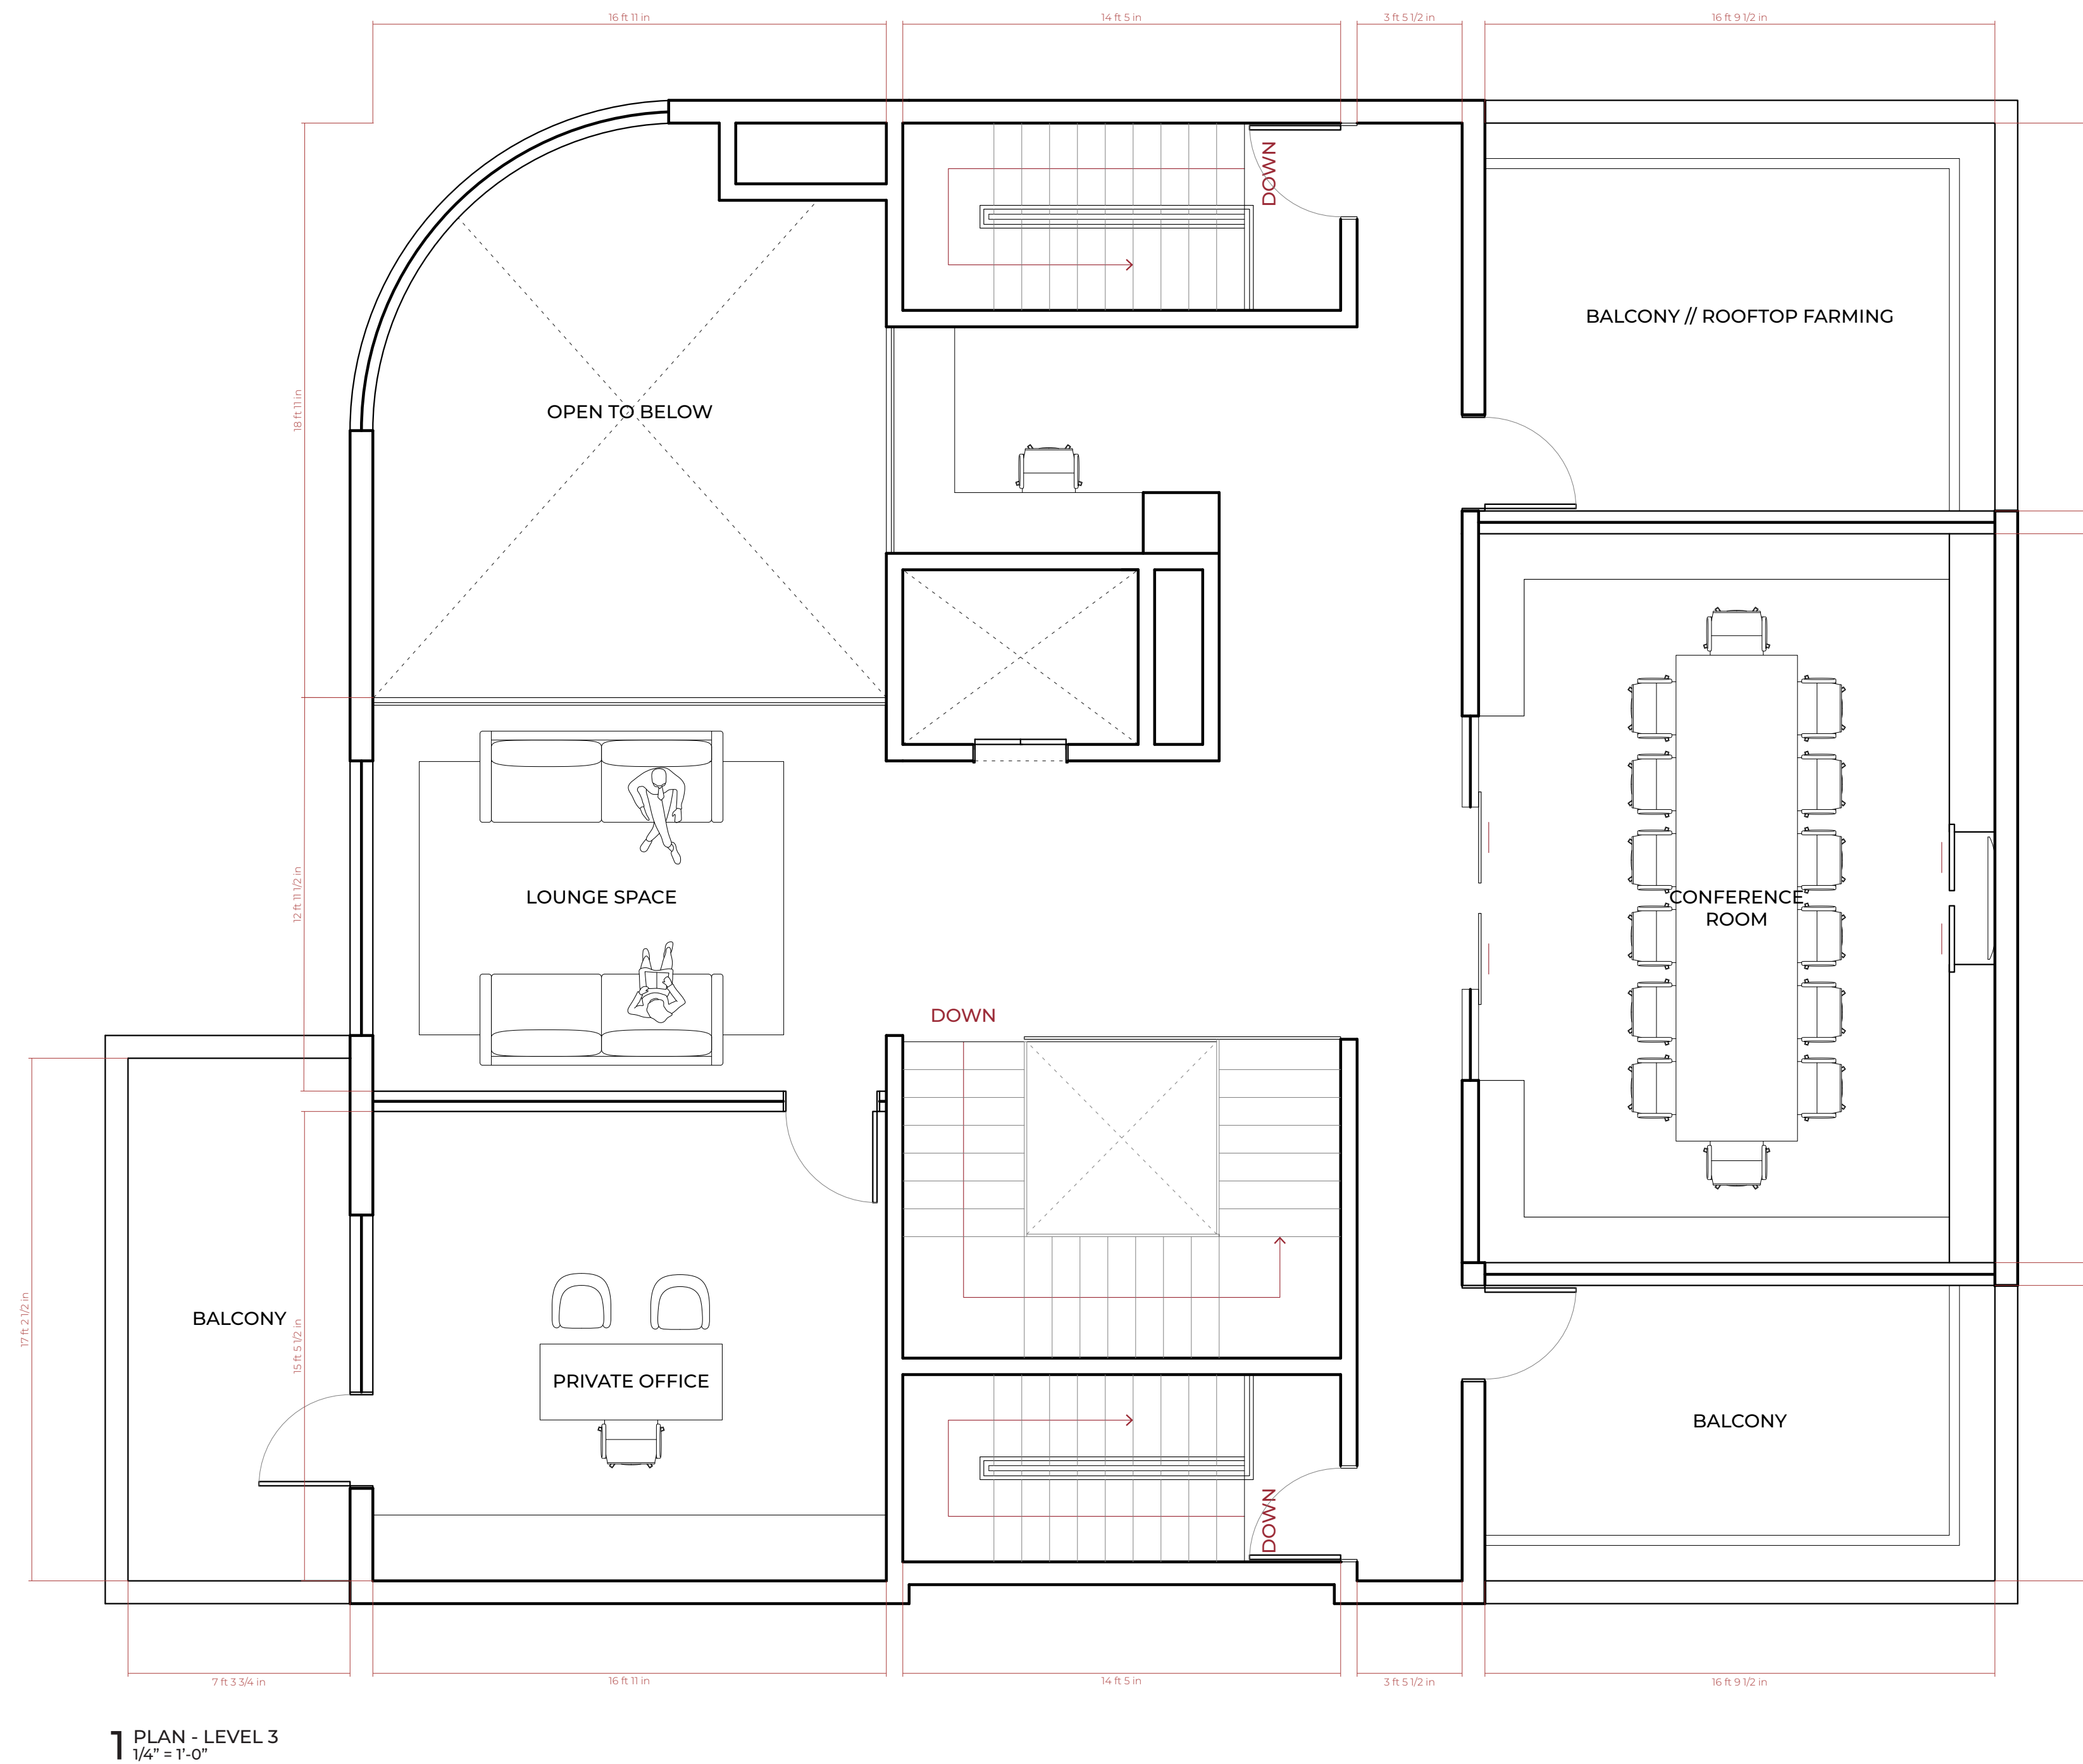 16 ft 11 in
14 ft 5 in
3 ft 5 1/2 in
16 ft 9 1/2 in
DOWN
BALCONY // ROOFTOP FARMING
18 ft 11 in
OPEN TO BELOW
12 ft 11 1/2 in
LOUNGE SPACE
CONFERENCE
ROOM
DOWN
17 ft 2 1/2 in
BALCONY
15 ft 5 1/2 in
PRIVATE OFFICE
BALCONY
DOWN
7 ft 3 3/4 in
16 ft 11 in
14 ft 5 in
3 ft 5 1/2 in
16 ft 9 1/2 in
1 PLAN - LEVEL 3
1/4” = 1’-0”